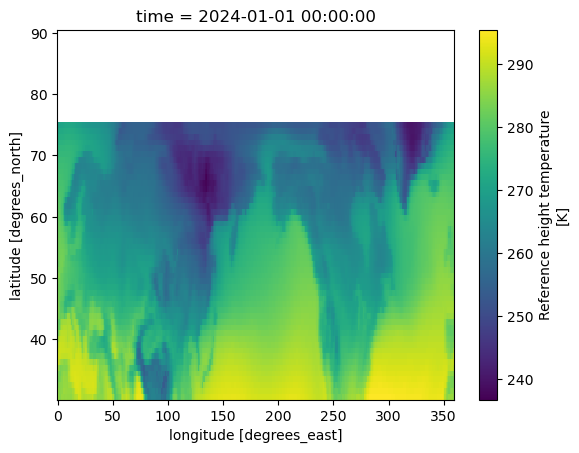 time = 2024-01-01 00:00:00
90
80
70
60
50
40
latitude [degrees_north]
0 50 100 150 200 250 300 350
longitude [degrees_east]
290
280
270
260
250
240
Reference height temperature
[K]